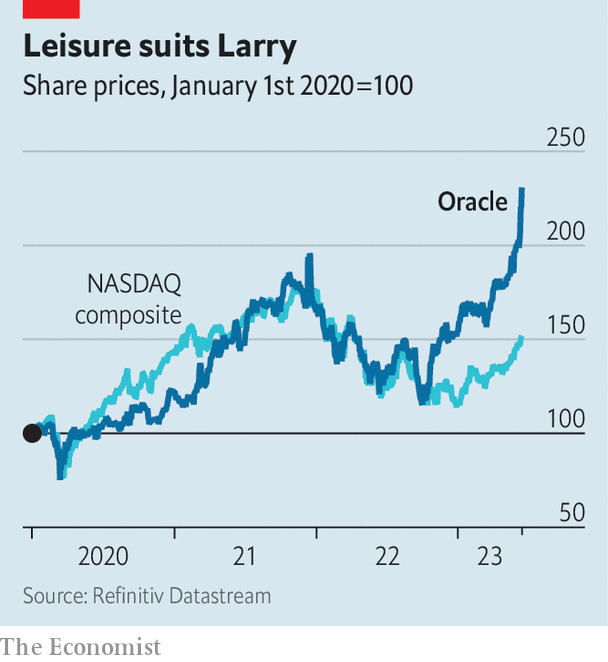 Leisure suits Larry
Share prices, January 1st 2020=100
250
Oracle
200
NASDAQ
composite
150
100
50
2020 21 22 23
Source: Refinitiv Datastream
The Economist